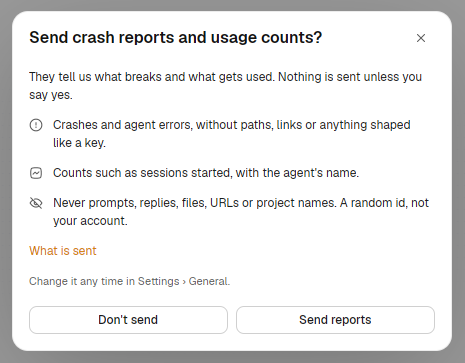 Send crash reports and usage counts?
They tell us what breaks and what gets used. Nothing is sent unless you
say yes.
Crashes and agent errors, without paths, links or anything shaped
like a key.
Counts such as sessions started, with the agent's name.
Never prompts, replies, files, URLs or project names. A random id, not
your account.
What is sent
Change it any time in Settings › General.
Don't send
Send reports